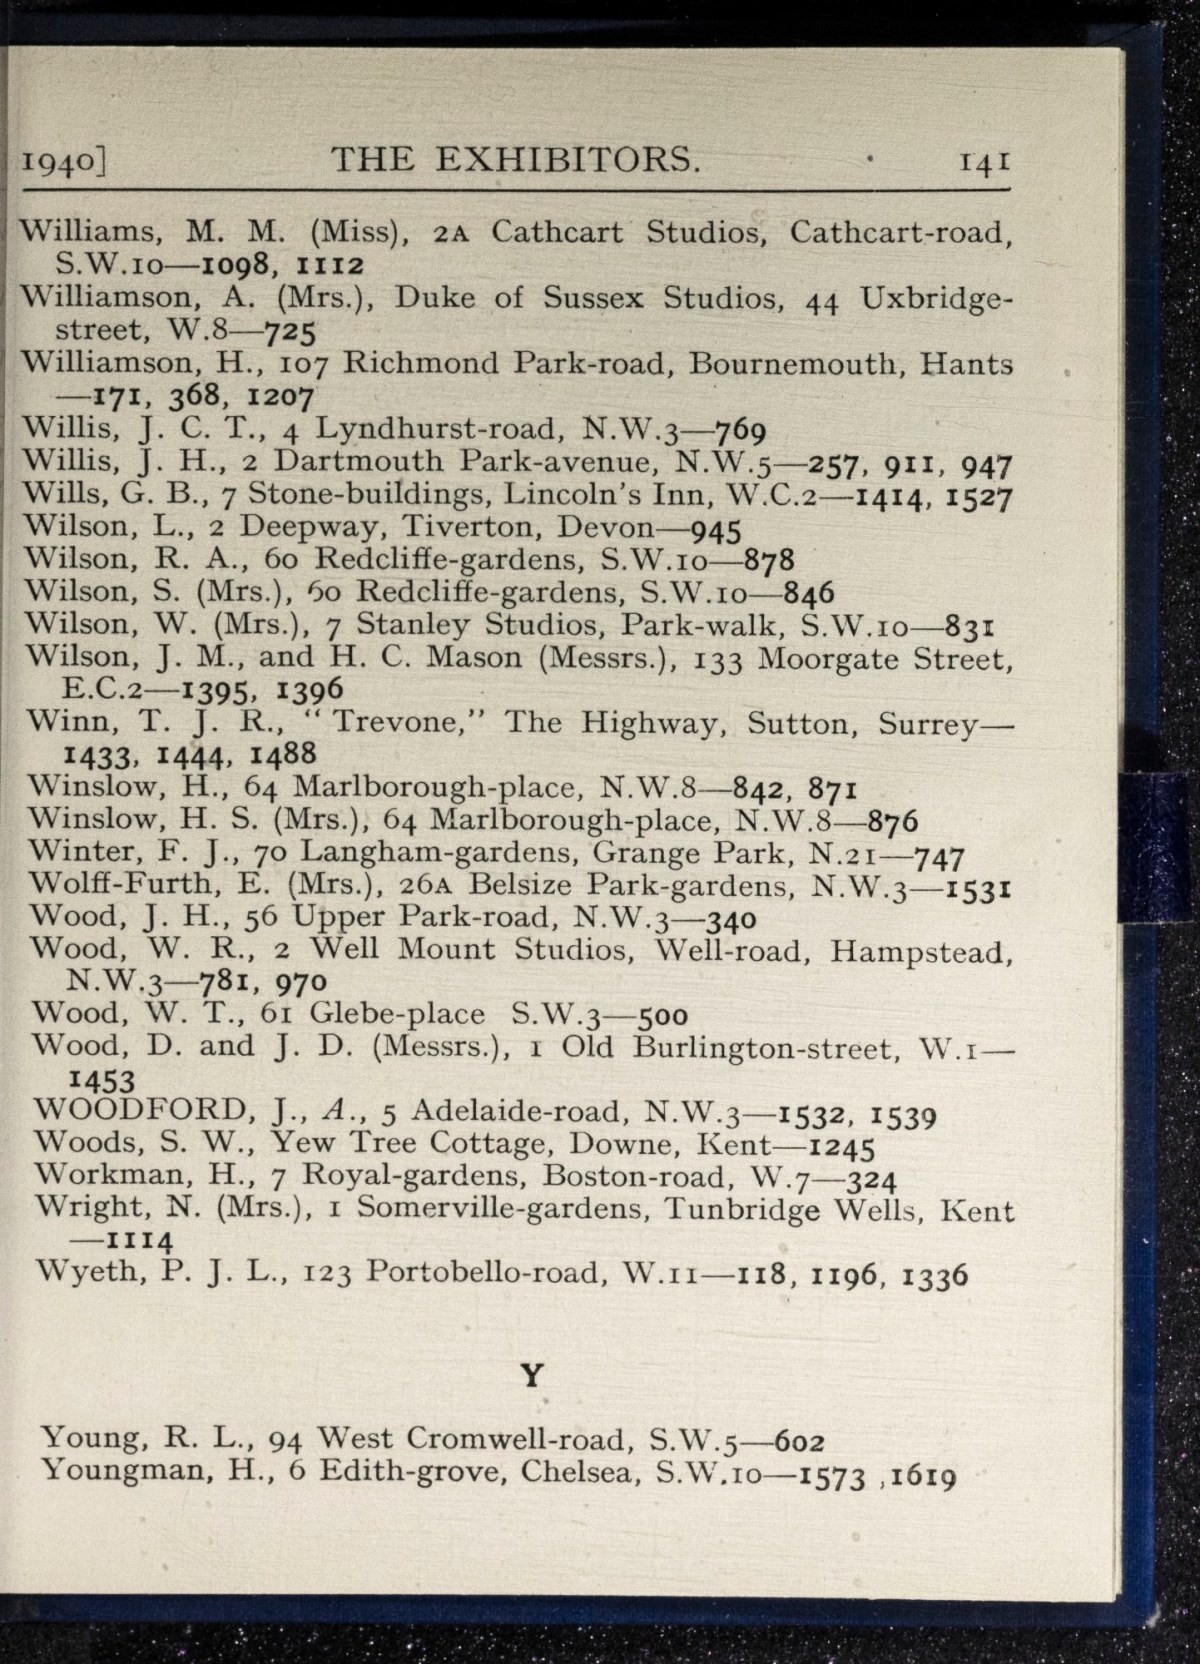 1940] THE EXHIBITORS. 141
Williams, M. M. (Miss), 2A Cathcart Studios, Cathcart-road,
S.W.10—1098, 1112
Williamson, A. (Mrs.), Duke of Sussex Studios, 44 Uxbridge-
street, W.8—725
Williamson, H., 107 Richmond Park-road, Bournemouth, Hants
—171, 368, 1207
Willis, J. C. T., 4 Lyndhurst-road, N.W.3—769
Willis, J. H., 2 Dartmouth Park-avenue, N.W.5—257, 911, 947
Wills, G. B., 7 Stone-buildings, Lincoln's Inn, W.C.2—1414, 1527
Wilson, L., 2 Deepway, Tiverton, Devon—945
Wilson, R. A., 60 Redcliffe-gardens, S.W.10—878
Wilson, S. (Mrs.), 60 Redcliffe-gardens, S.W.10—846
Wilson, W. (Mrs.), 7 Stanley Studios, Park-walk, S.W.10—831
Wilson, J. M., and H. C. Mason (Messrs.), 133 Moorgate Street,
E.C.2—1395, 1396
Winn, T. J. R., “Trevone,” The Highway, Sutton, Surrey—
1433, 1444, 1488
Winslow, H., 64 Marlborough-place, N.W.8—842, 871
Winslow, H. S. (Mrs.), 64 Marlborough-place, N.W.8—876
Winter, F. J., 70 Langham-gardens, Grange Park, N.21—747
Wolff-Furth, E. (Mrs.), 26A Belsize Park-gardens, N.W.3—1531
Wood, J. H., 56 Upper Park-road, N.W.3—340
Wood, W. R., 2 Well Mount Studios, Well-road, Hampstead,
N.W.3—781, 970
Wood, W. T., 61 Glebe-place S.W.3—500
Wood, D. and J. D. (Messrs.), 1 Old Burlington-street, W.1—
1453
WOODFORD, J., A., 5 Adelaide-road, N.W.3—1532, 1539
Woods, S. W., Yew Tree Cottage, Downe, Kent—1245
Workman, H., 7 Royal-gardens, Boston-road, W.7—324
Wright, N. (Mrs.), 1 Somerville-gardens, Tunbridge Wells, Kent
—1114
Wyeth, P. J. L., 123 Portobello-road, W.11—118, 1196, 1336
Y
Young, R. L., 94 West Cromwell-road, S.W.5—602
Youngman, H., 6 Edith-grove, Chelsea, S.W.10—1573 ,1619